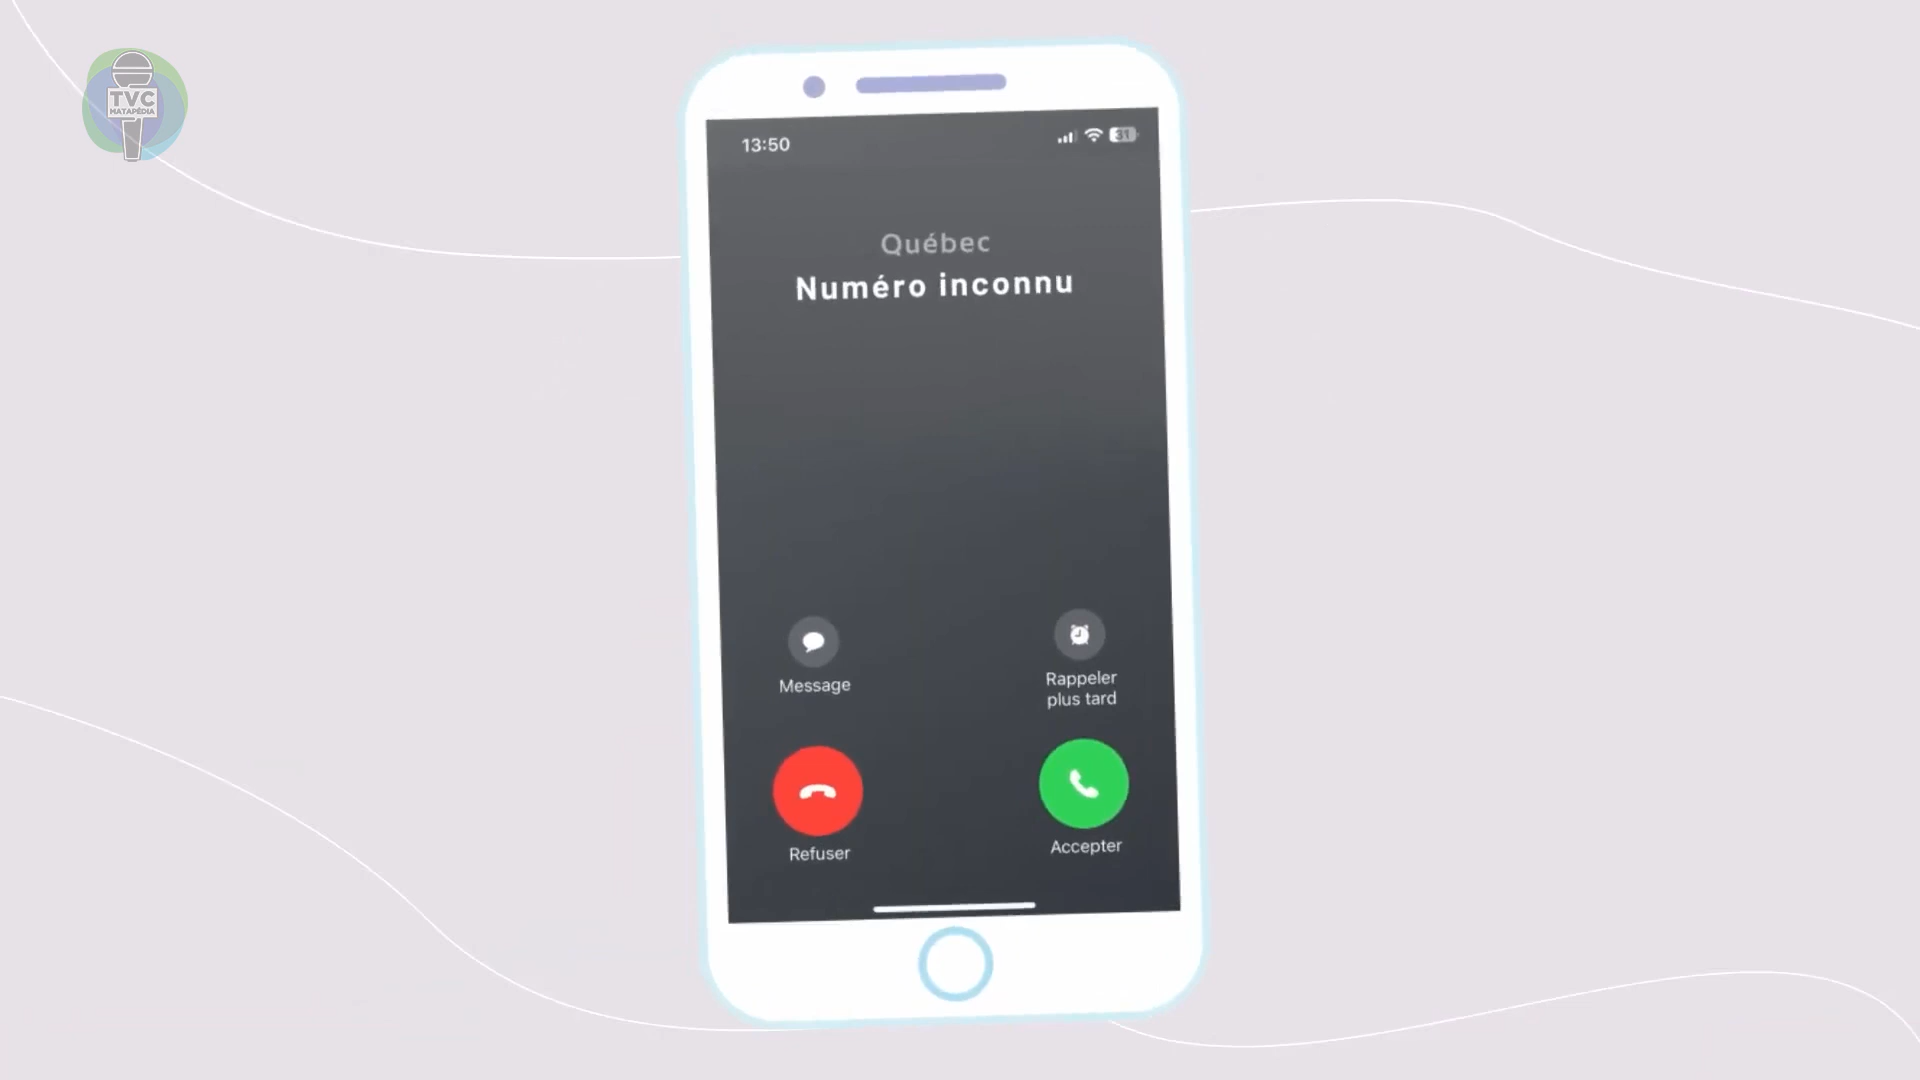 TVC
MATAPÉDIA
13:50
31
Québec
Numéro inconnu
Message
Rappeler
plus tard
Refuser
Accepter